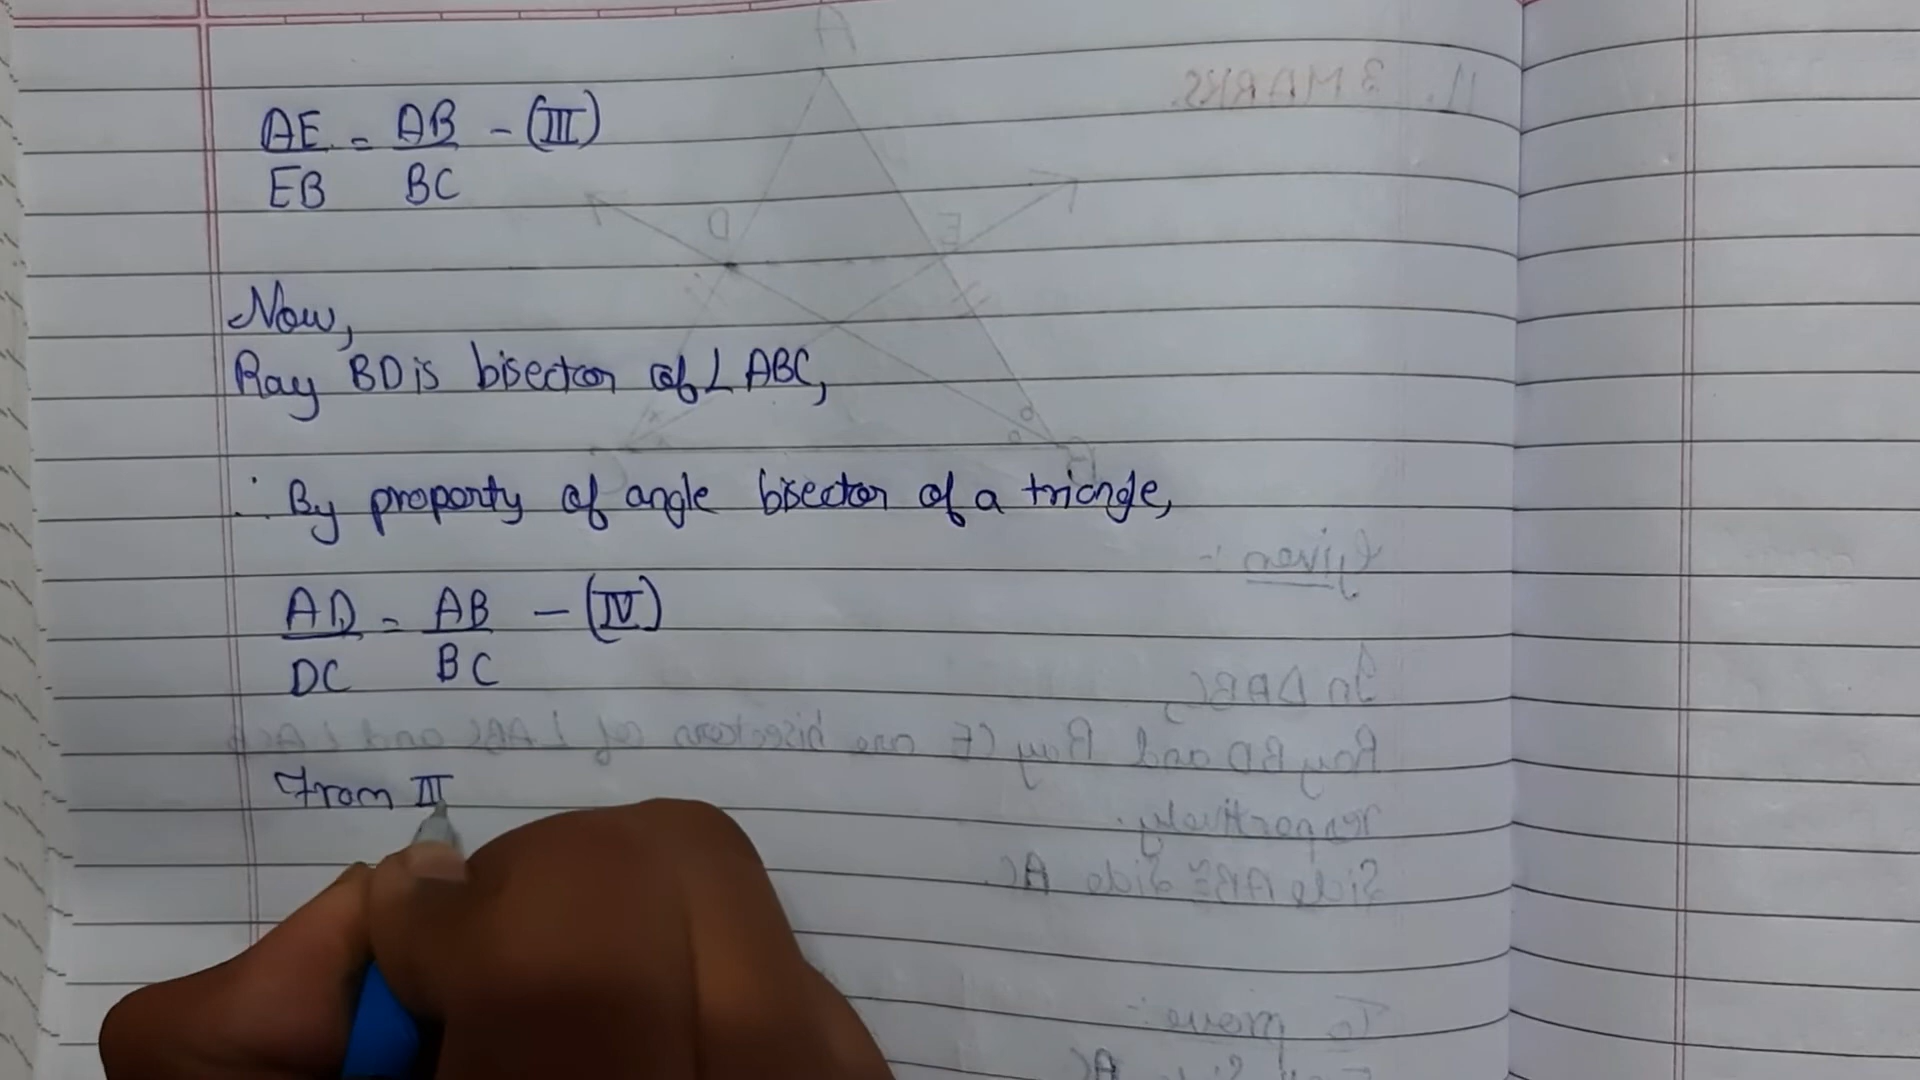 AE = AB - (III)
EB BC
Now,
Ray BD is bisector of ∠ABC,
∴ By property of angle bisector of a triangle,
AD = AB - (IV)
DC BC
From III